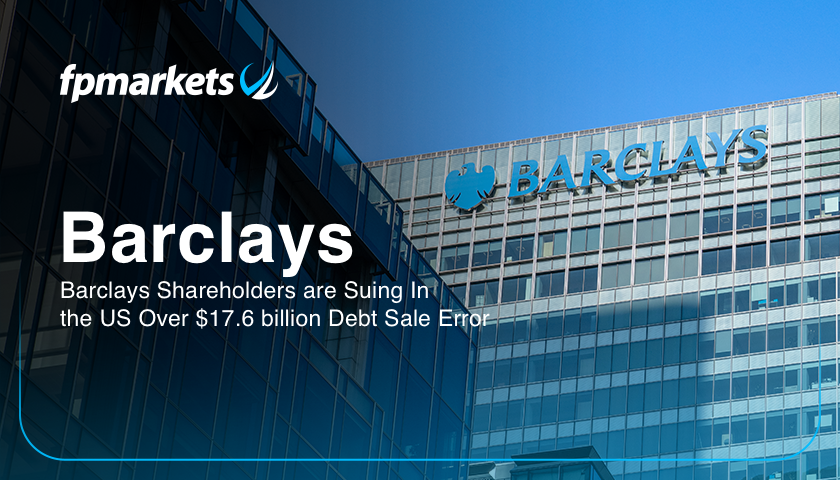 fpmarkets
BARCLAYS
Barclays
Barclays Shareholders are Suing In
the US Over $17.6 billion Debt Sale Error